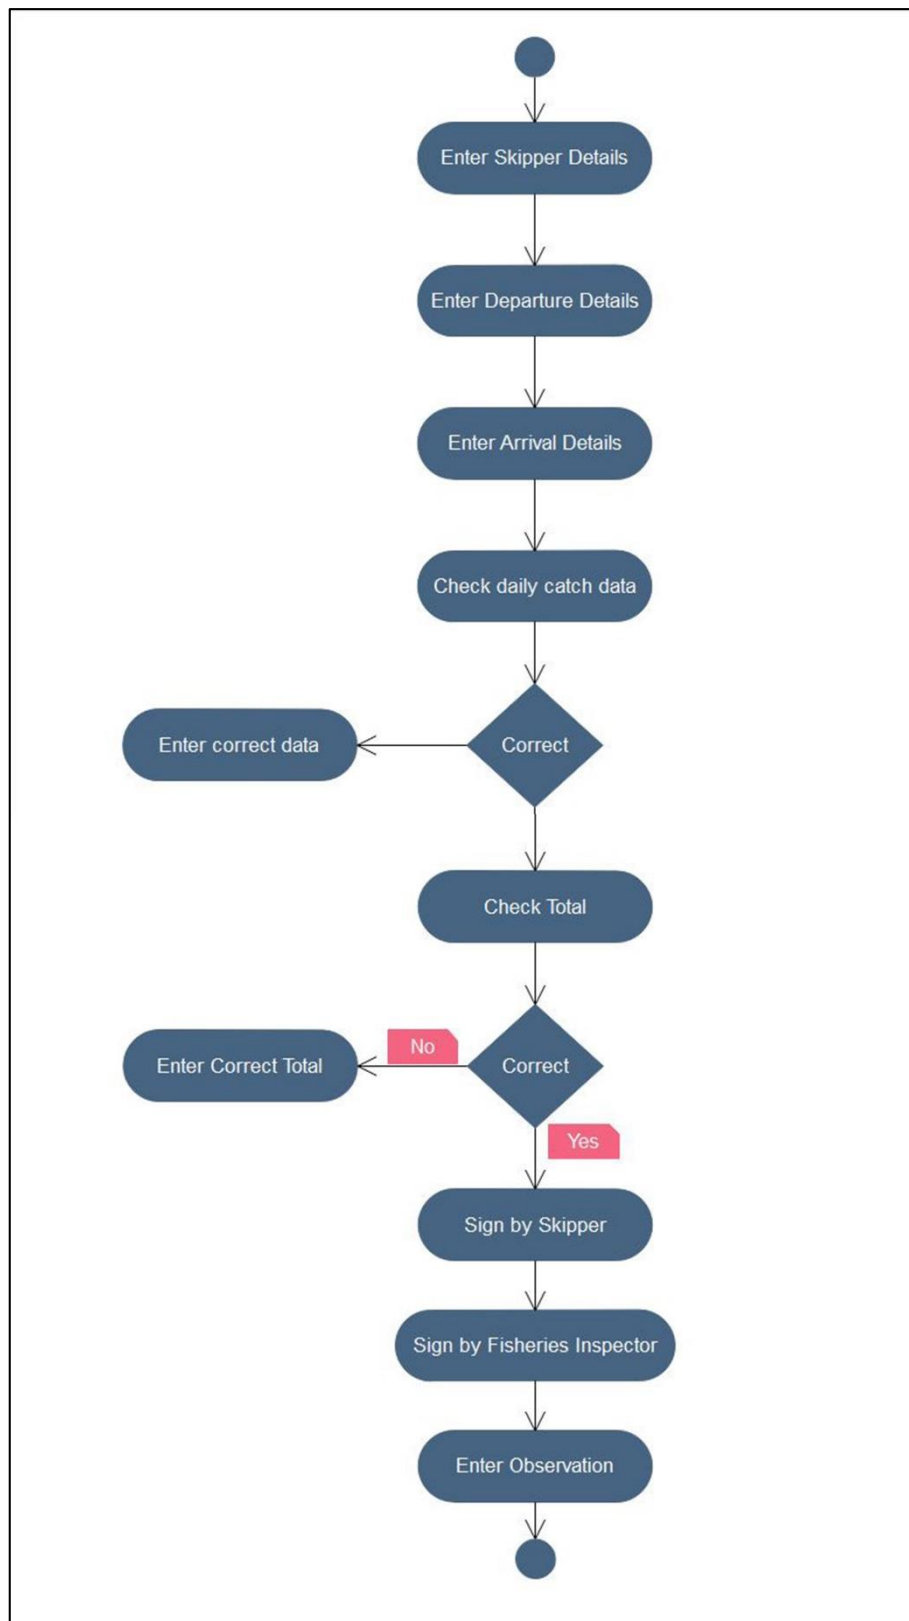 Enter Skipper Details
Enter Departure Details
Enter Arrival Details
Check daily catch data
Enter correct data
Correct
Check Total
No
Enter Correct Total
Correct
Yes
Sign by Skipper
Sign by Fisheries Inspector
Enter Observation